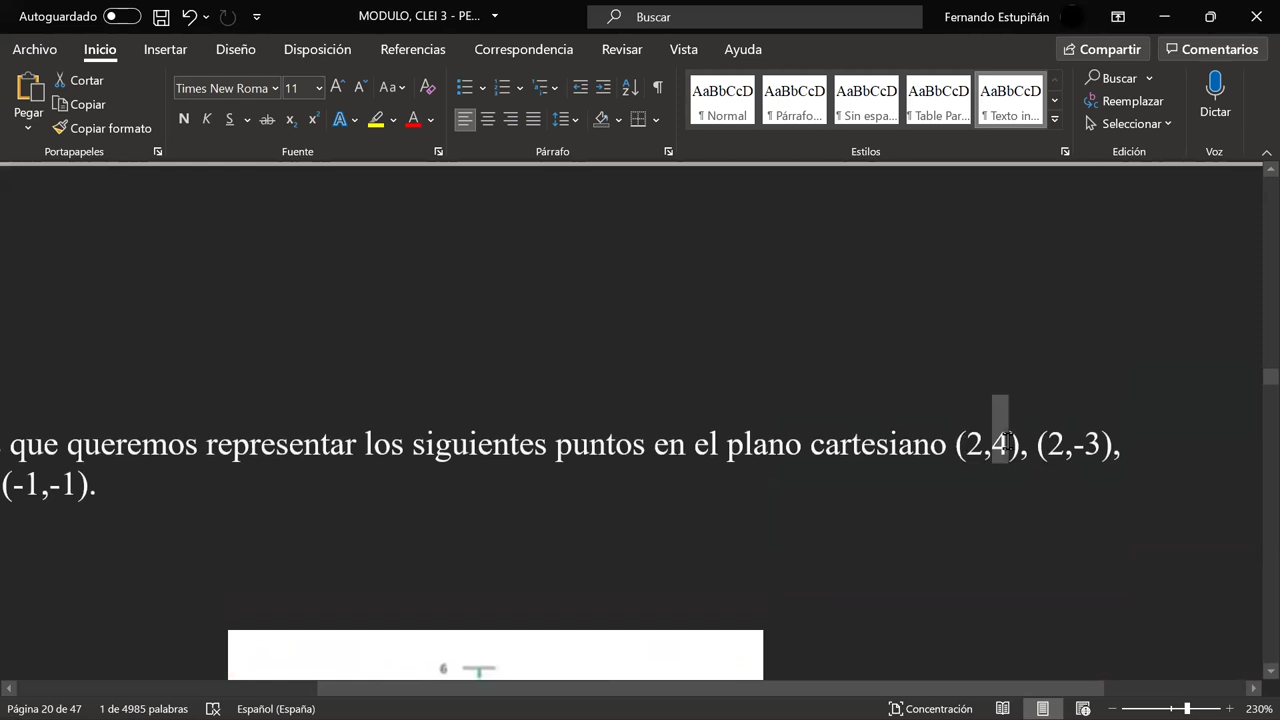 Autoguardado
MODULO, CLEI 3 - PE...
Buscar
Fernando Estupiñán
Archivo Inicio Insertar Diseño Disposición Referencias Correspondencia Revisar Vista Ayuda
Compartir Comentarios
Pegar
Cortar
Copiar
Copiar formato
Portapapeles
Times New Roma 11
Aa
N K S ab x₂ x² A A
Fuente
Párrafo
AaBbCcD AaBbCcD AaBbCcD AaBbCcD AaBbCcD
¶ Normal ¶ Párrafo... ¶ Sin espa... ¶ Table Par... ¶ Texto in...
Estilos
Buscar
Reemplazar
Seleccionar
Edición
Dictar
Voz
que queremos representar los siguientes puntos en el plano cartesiano (2,4), (2,-3),
(-1,-1).
6
Página 20 de 47 1 de 4985 palabras Español (España) Concentración 230%